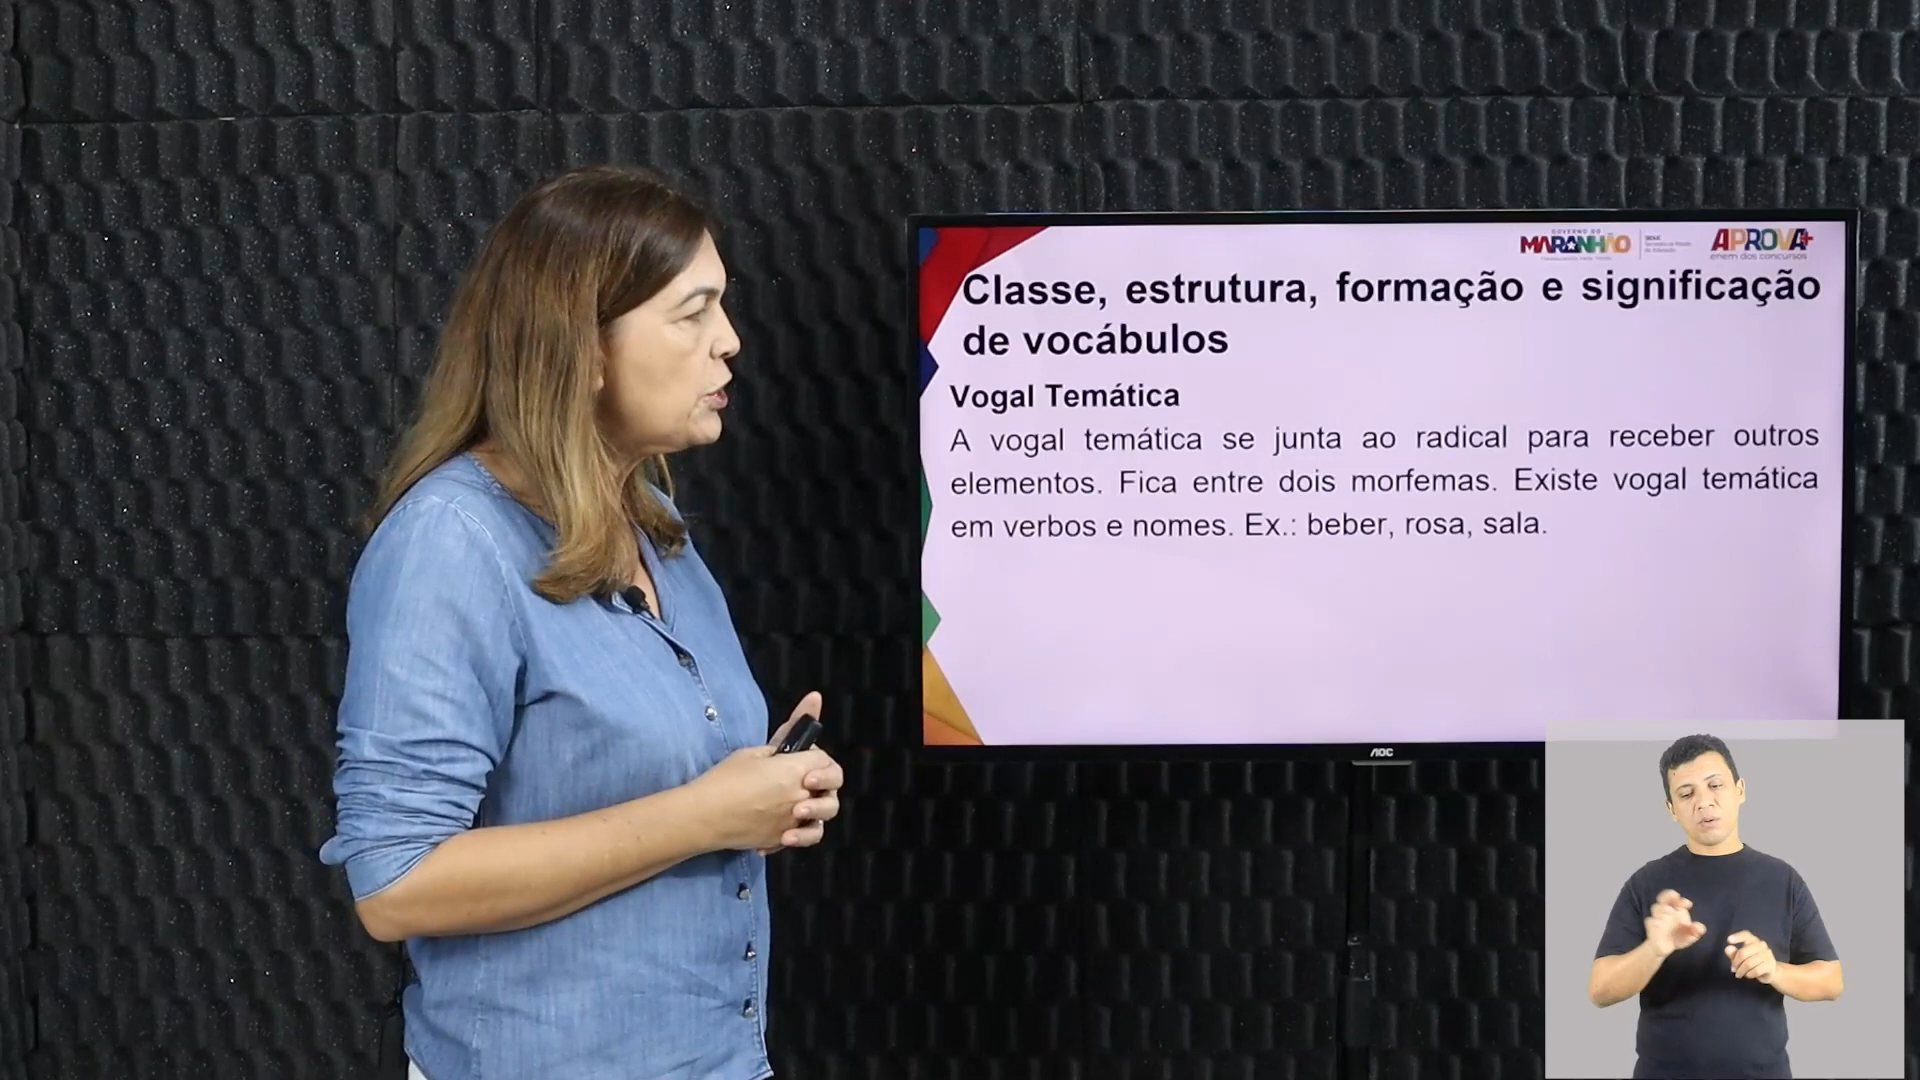 GOVERNO DO
MARANHÃO
APROVA+
enem dos concursos
Classe, estrutura, formação e significação
de vocábulos
Vogal Temática
A vogal temática se junta ao radical para receber outros
elementos. Fica entre dois morfemas. Existe vogal temática
em verbos e nomes. Ex.: beber, rosa, sala.
AOC